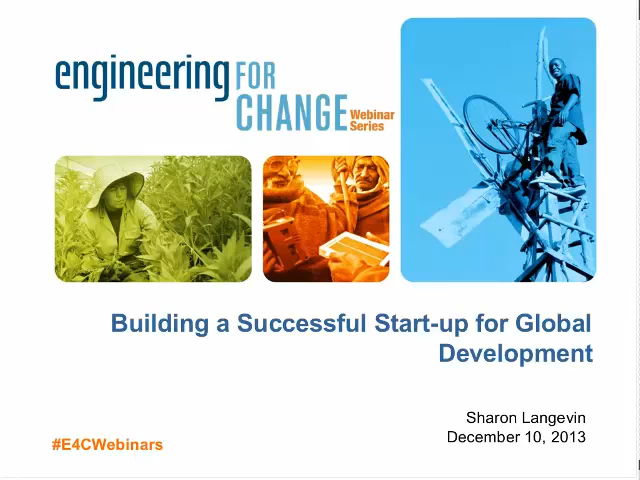 engineering FOR
CHANGE Webinar
Series
Building a Successful Start-up for Global
Development
Sharon Langevin
December 10, 2013
#E4CWebinars